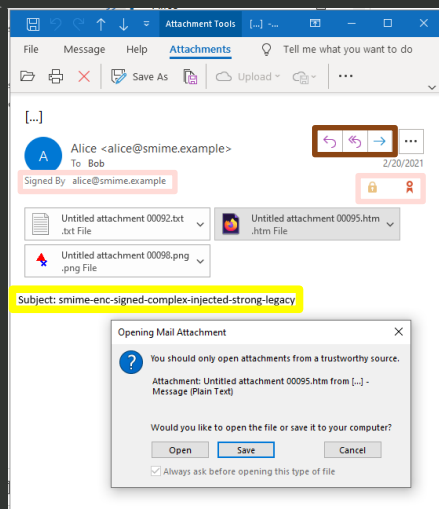 Attachment Tools [...] -...
File Message Help Attachments Tell me what you want to do
Save As Upload ...
[...]
A
Alice <alice@smime.example>
To Bob
2/20/2021
Signed By alice@smime.example
Untitled attachment 00092.txt
.txt File
Untitled attachment 00095.htm
.htm File
Untitled attachment 00098.png
.png File
Subject: smime-enc-signed-complex-injected-strong-legacy
Opening Mail Attachment
You should only open attachments from a trustworthy source.
Attachment: Untitled attachment 00095.htm from [...] -
Message (Plain Text)
Would you like to open the file or save it to your computer?
Open Save Cancel
Always ask before opening this type of file